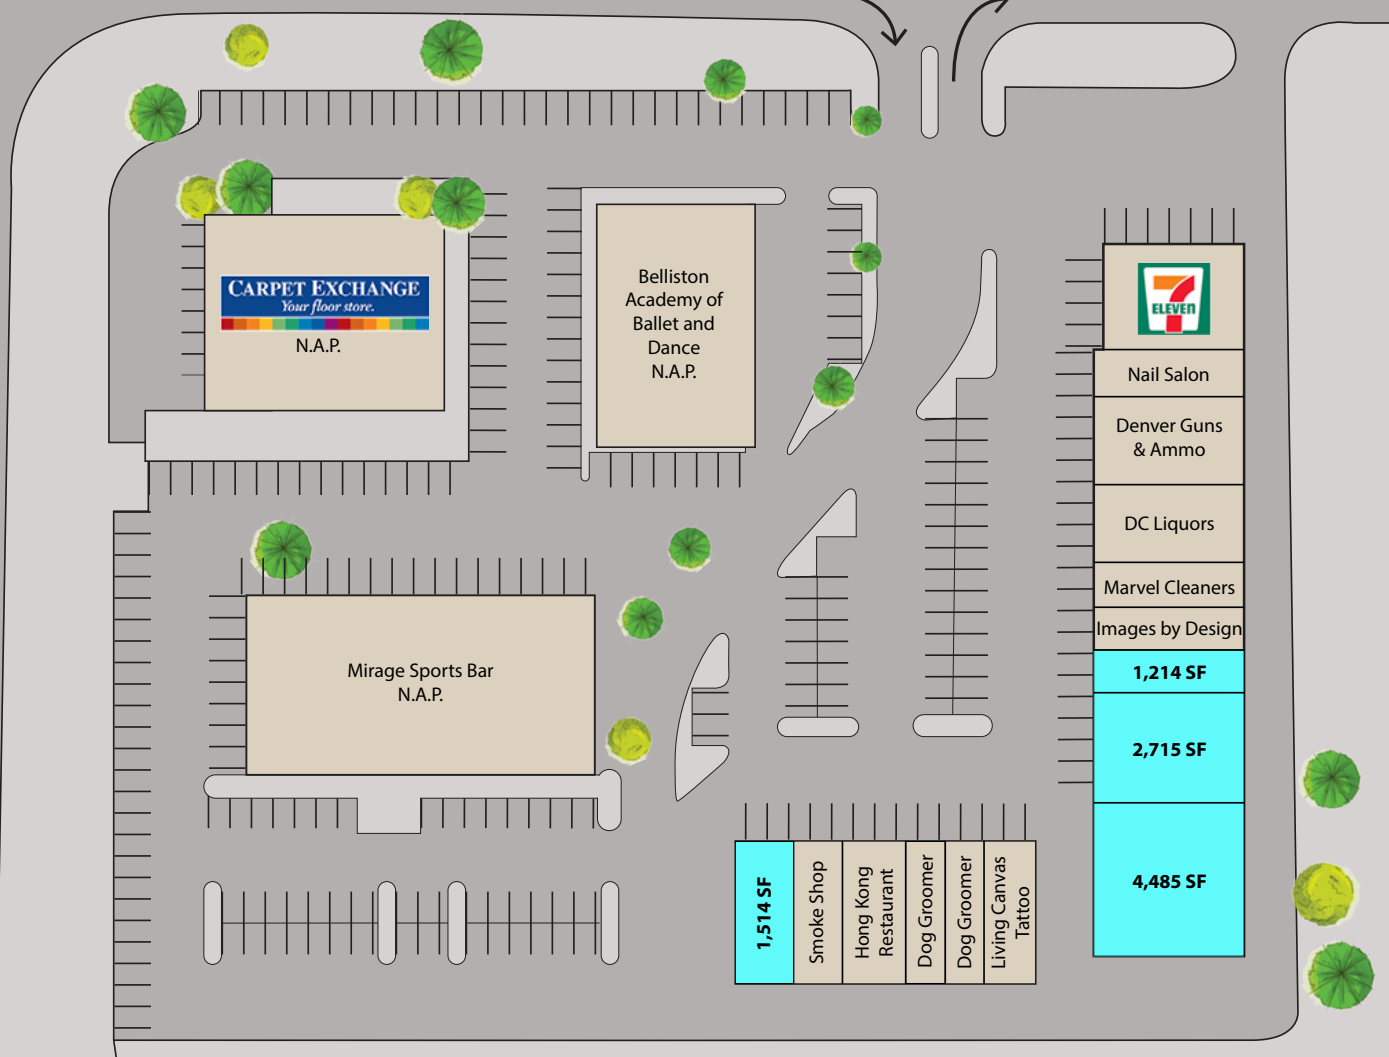 CARPET EXCHANGE
Your floor store.
N.A.P.
Belliston
Academy of
Ballet and
Dance
N.A.P.
7
ELEVEN
Nail Salon
Denver Guns
& Ammo
DC Liquors
Marvel Cleaners
Images by Design
1,214 SF
2,715 SF
4,485 SF
Mirage Sports Bar
N.A.P.
1,514 SF
Smoke Shop
Hong Kong
Restaurant
Dog Groomer
Dog Groomer
Living Canvas
Tattoo